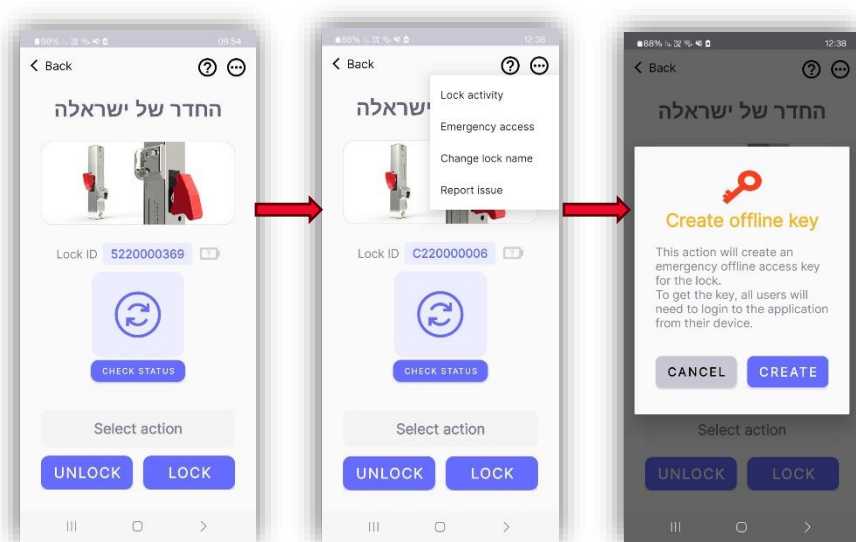 88%
09:54
Back
החדר של ישראלה
Lock ID 5220000369
CHECK STATUS
Select action
UNLOCK LOCK
88%
12:38
Back
Lock activity
Emergency access
Change lock name
Report issue
ישראלה
Lock ID C220000006
CHECK STATUS
Select action
UNLOCK LOCK
88%
12:38
Back
החדר של ישראלה
Create offline key
This action will create an
emergency offline access key
for the lock.
To get the key, all users will
need to login to the application
from their device.
CANCEL CREATE
Select action
UNLOCK LOCK